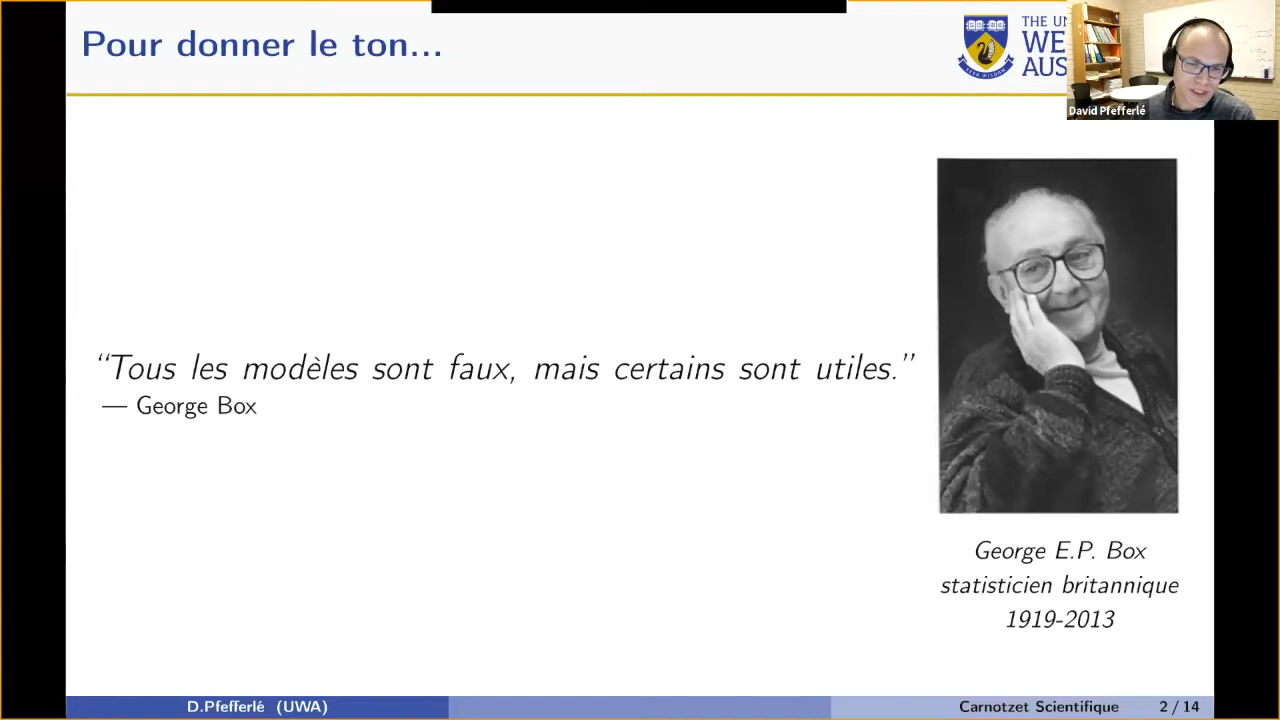 Pour donner le ton...
THE UN
WE
AUS
David Pfefferlé
“Tous les modèles sont faux, mais certains sont utiles.”
— George Box
George E.P. Box
statisticien britannique
1919-2013
D.Pfefferlé (UWA)
Carnotzet Scientifique
2 / 14